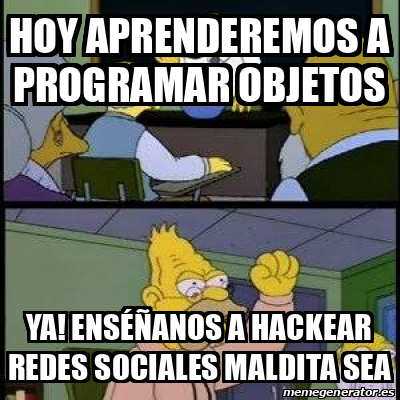 HOY APRENDEREMOS A
PROGRAMAR OBJETOS
YA! ENSÉÑANOS A HACKEAR
REDES SOCIALES MALDITA SEA
memegenerator.es